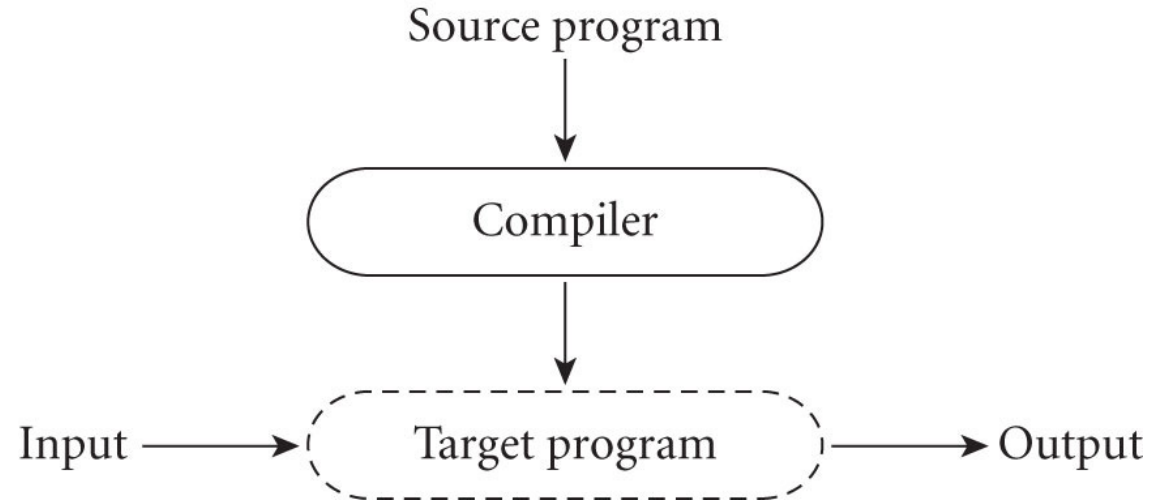 Source program
Compiler
Input
Target program
Output